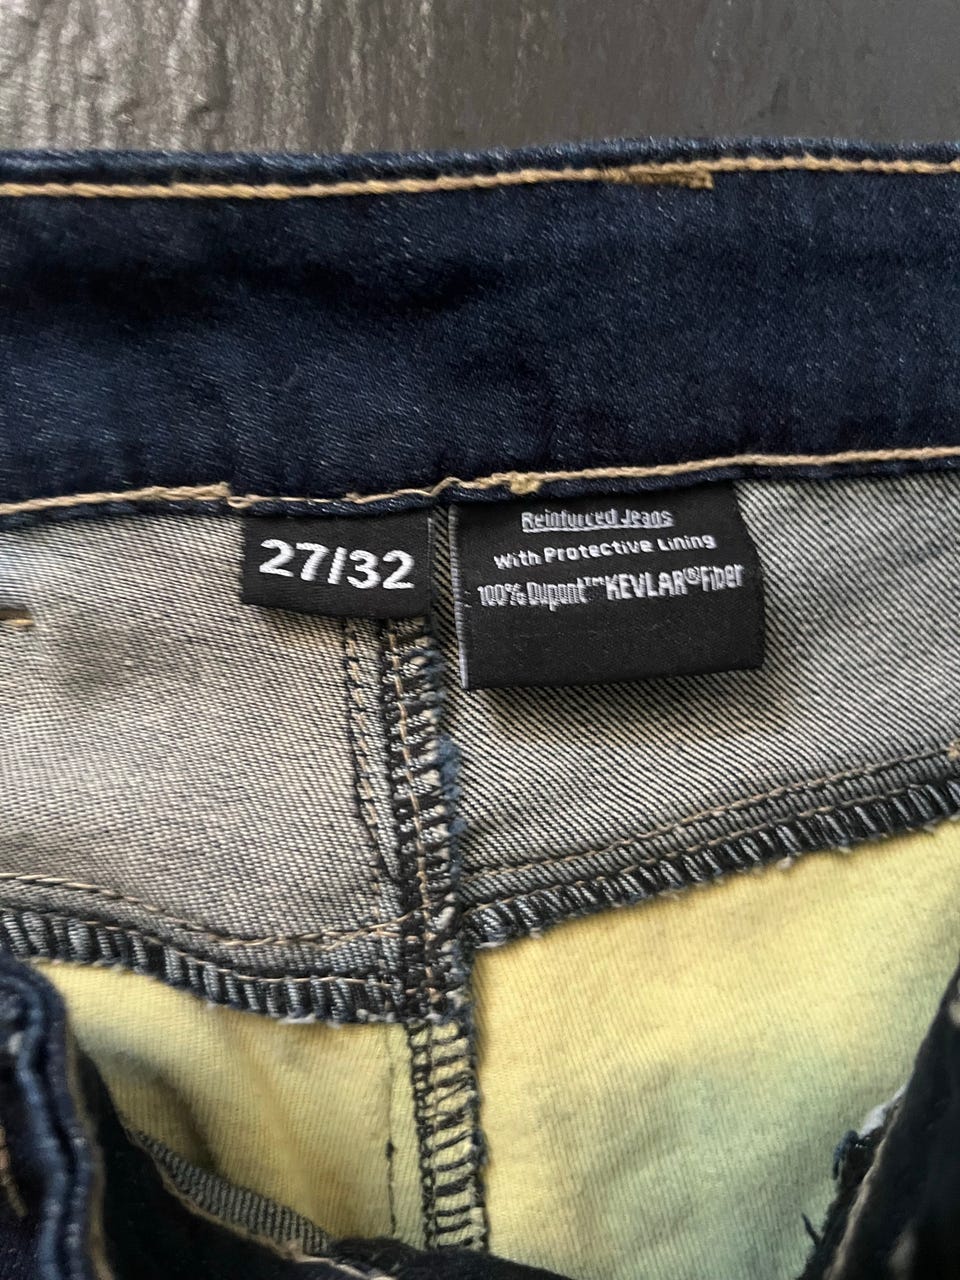 27/32
Reinforced Jeans
With Protective Lining
100% Dupont™ KEVLAR® Fiber